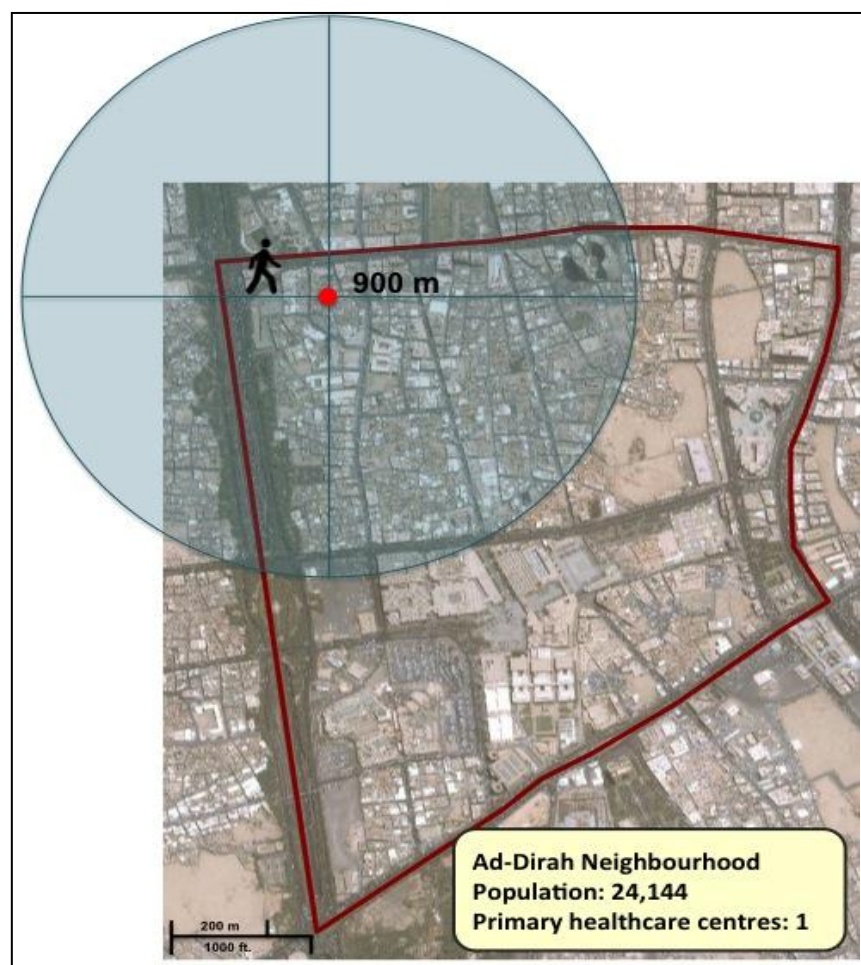 900 m
Ad-Dirah Neighbourhood
Population: 24,144
Primary healthcare centres: 1
200 m
1000 ft.